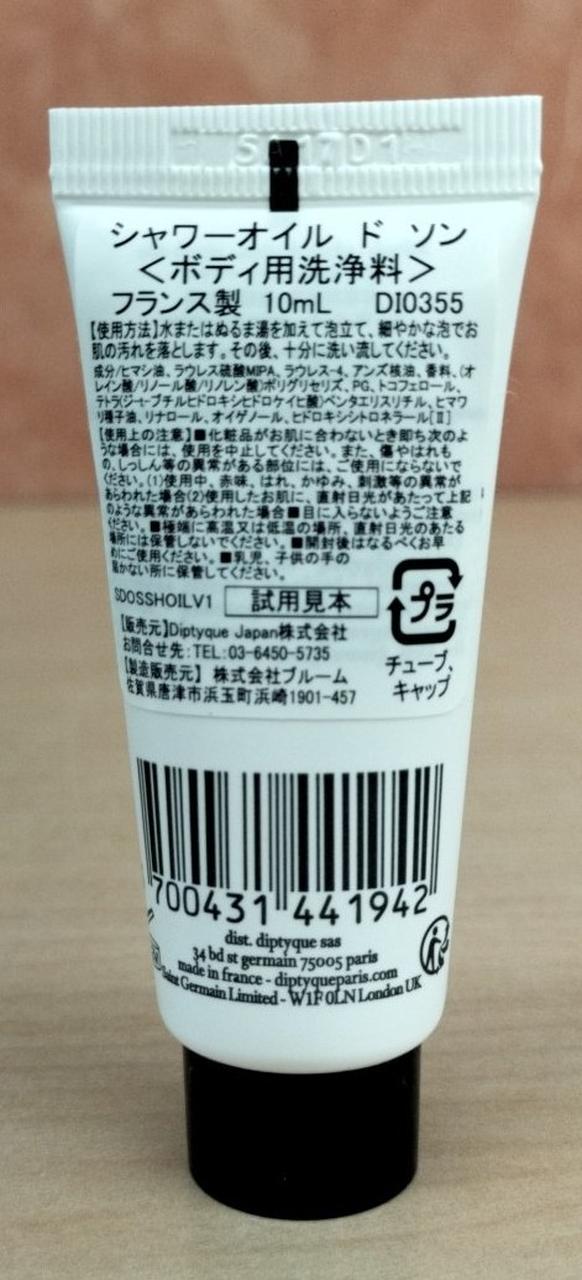 シャワーオイル ド ソン
＜ボディ用洗浄料＞
フランス製 10mL DI0355
【使用方法】水またはぬるま湯を加えて泡立て、細やかな泡でお
肌の汚れを落とします。その後、十分に洗い流してください。
成分/ヒマシ油、ラウレス硫酸MIPA、ラウレス-4、アンズ核油、香料、(オ
レイン酸/リノール酸/リノレン酸)ポリグリセリズ、PG、トコフェロール、
テトラ(ジ-t-ブチルヒドロキシヒドロケイヒ酸)ペンタエリスリチル、ヒマワ
リ種子油、リナロール、オイゲノール、ヒドロキシシトロネラール[Ⅱ]
【使用上の注意】■化粧品がお肌に合わないとき即ち次のよ
うな場合には、使用を中止してください。また、傷やはれも
の、しっしん等の異常がある部位には、ご使用にならないで
ください。(1)使用中、赤味、はれ、かゆみ、刺激等の異常が
あらわれた場合(2)使用したお肌に、直射日光があたって上記
のような異常があらわれた場合■目に入らないようご注意
ください。■極端に高温又は低温の場所、直射日光のあたる
場所には保管しないでください。■開封後はなるべくお早
めにご使用ください。■乳児、子供の手の
届かない所に保管してください。
SDOSSHOILV1 試用見本
【販売元】Diptyque Japan株式会社
お問合せ先:TEL:03-6450-5735
【製造販売元】 株式会社ブルーム
佐賀県唐津市浜玉町浜崎1901-457
プラ
チューブ、
キャップ
700431 441942
dist. diptyque sas
34 bd st germain 75005 paris
made in france - diptyqueparis.com
Saint Germain Limited - W1F 0LN London UK